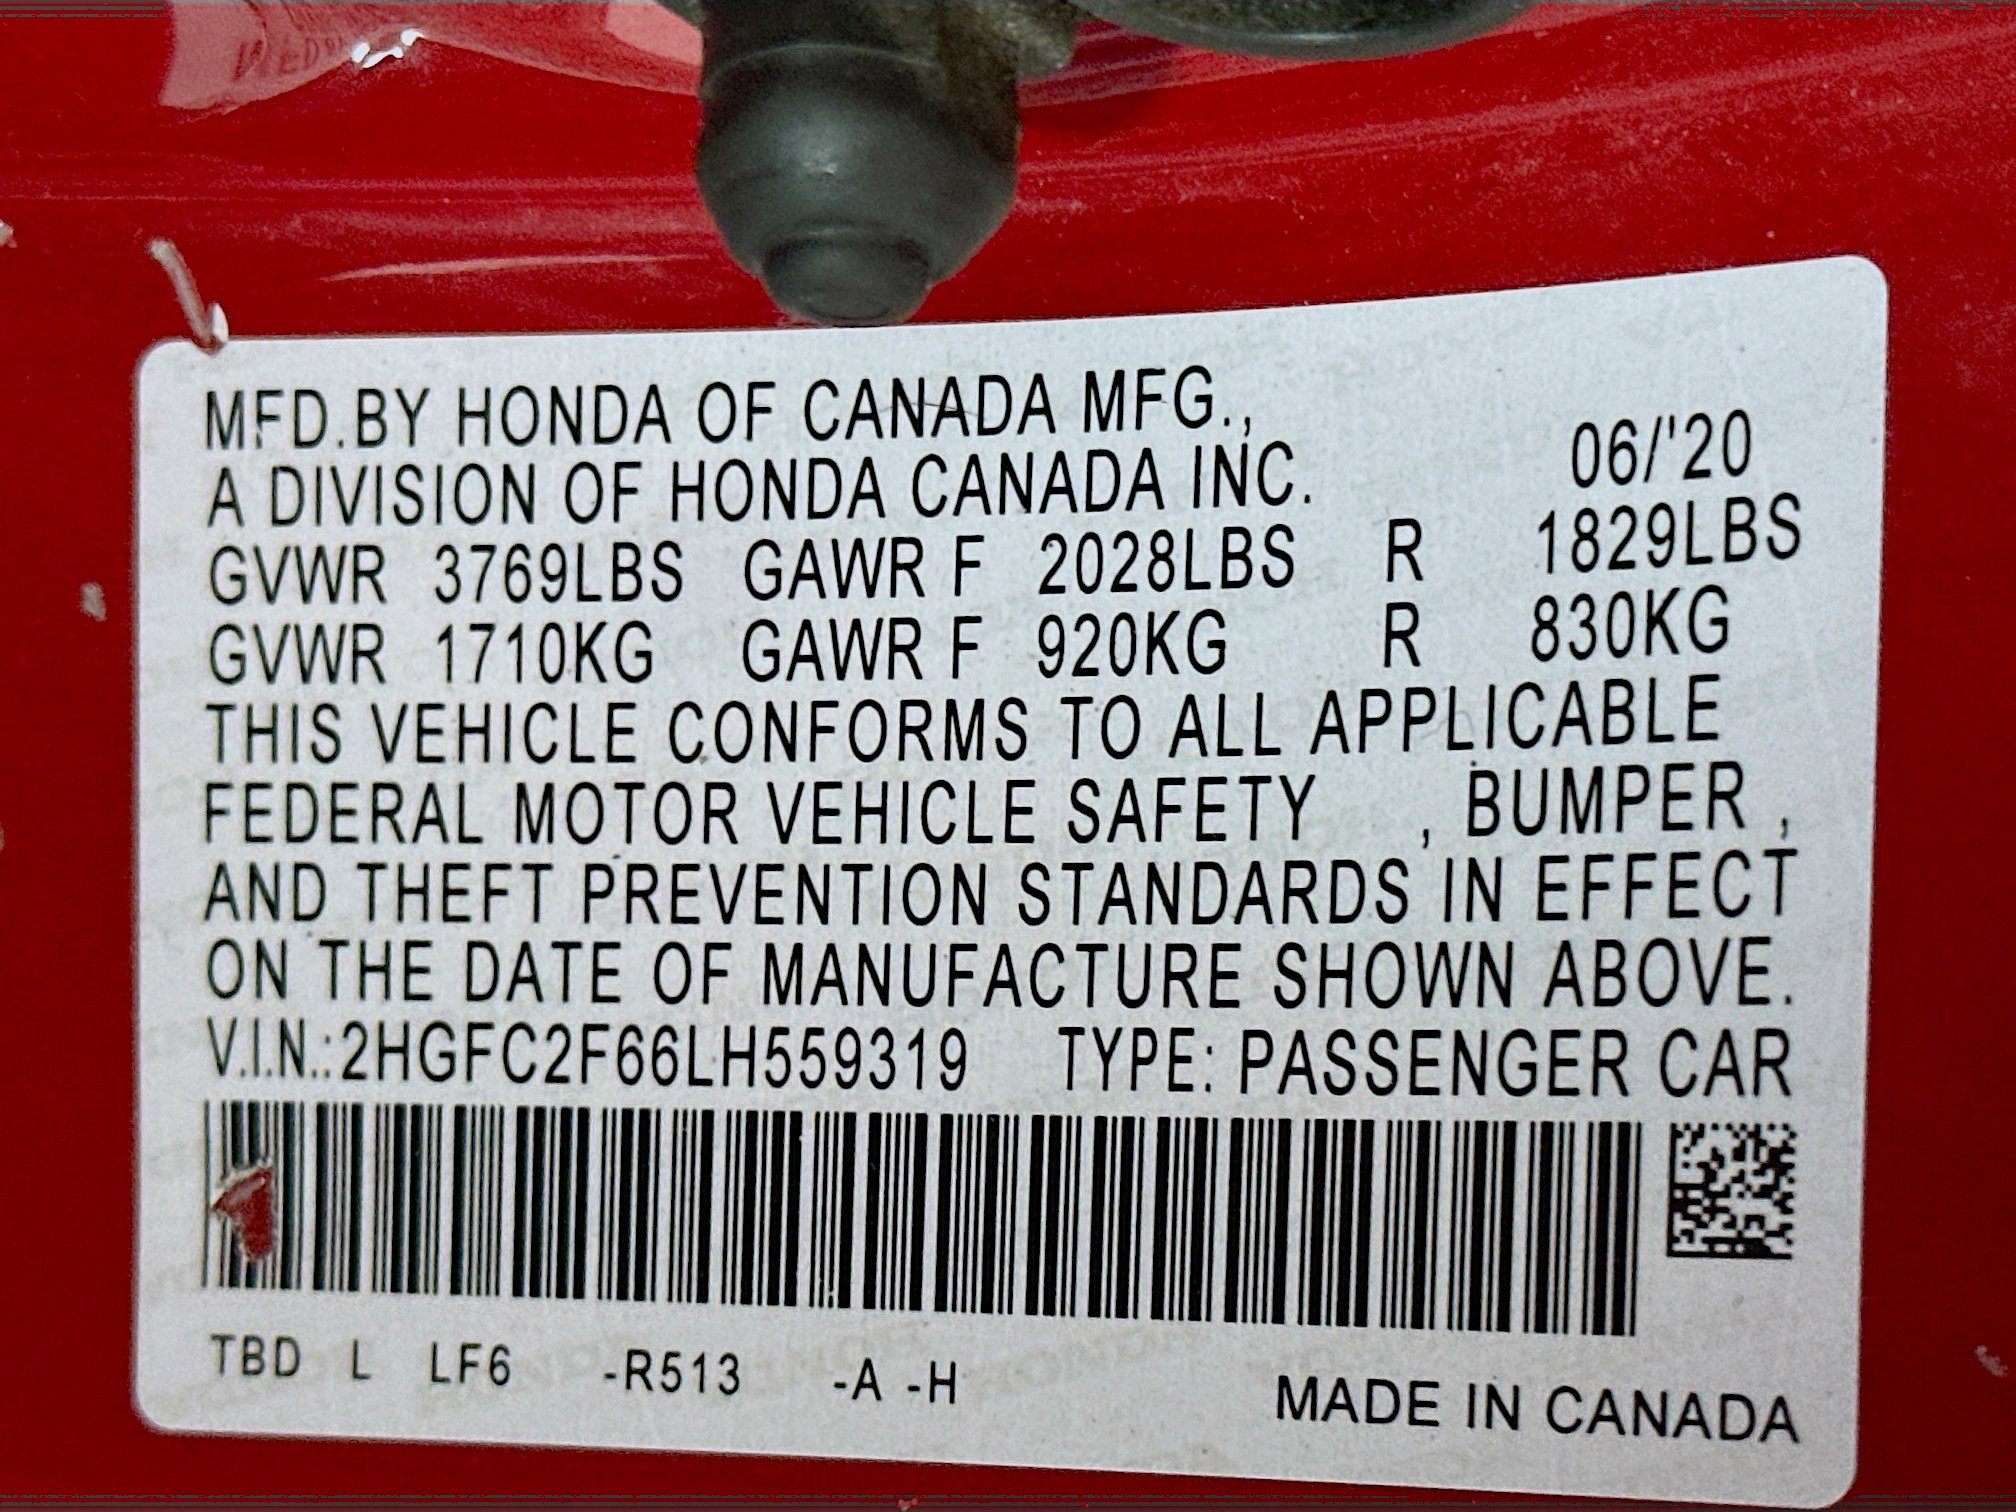 MFD.BY HONDA OF CANADA MFG.,
A DIVISION OF HONDA CANADA INC. 06/'20
GVWR 3769LBS GAWR F 2028LBS R 1829LBS
GVWR 1710KG GAWR F 920KG R 830KG
THIS VEHICLE CONFORMS TO ALL APPLICABLE
FEDERAL MOTOR VEHICLE SAFETY , BUMPER ,
AND THEFT PREVENTION STANDARDS IN EFFECT
ON THE DATE OF MANUFACTURE SHOWN ABOVE.
V.I.N.:2HGFC2F66LH559319 TYPE: PASSENGER CAR
TBD L LF6 -R513 -A -H
MADE IN CANADA